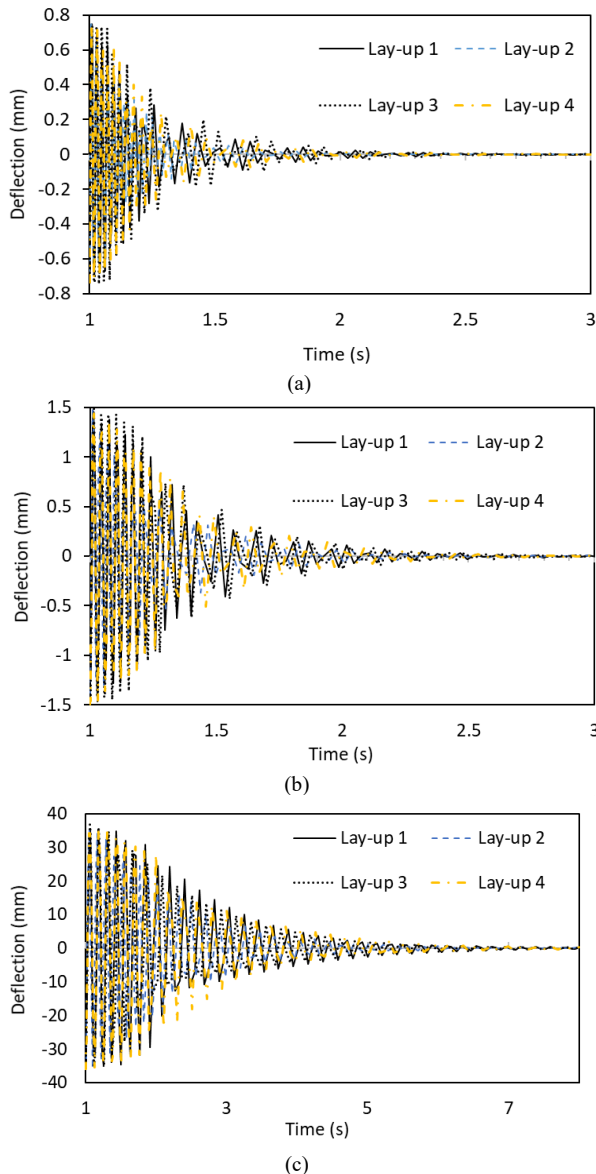 0.8
Lay-up 1 Lay-up 2
0.6
0.4
Lay-up 3 Lay-up 4
0.2
0
-0.2
-0.4
-0.6
-0.8
Deflection (mm)
1 1.5 2 2.5 3
Time (s)
(a)
1.5
Lay-up 1 Lay-up 2
1
Lay-up 3 Lay-up 4
0.5
0
-0.5
-1
-1.5
Deflection (mm)
1 1.5 2 2.5 3
Time (s)
(b)
40
Lay-up 1 Lay-up 2
30
20
Lay-up 3 Lay-up 4
10
0
-10
-20
-30
-40
Deflection (mm)
1 3 5 7
Time (s)
(c)